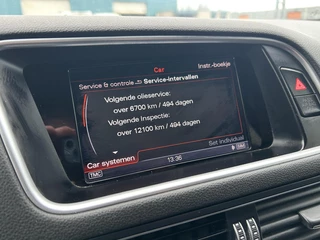 Car
Instr.-boekje
Service & controle Service-intervallen
Volgende olieservice:
over 6700 km / 494 dagen
Volgende Inspectie:
over 12100 km / 494 dagen
Car systemen
Set individual
TMC
13:36